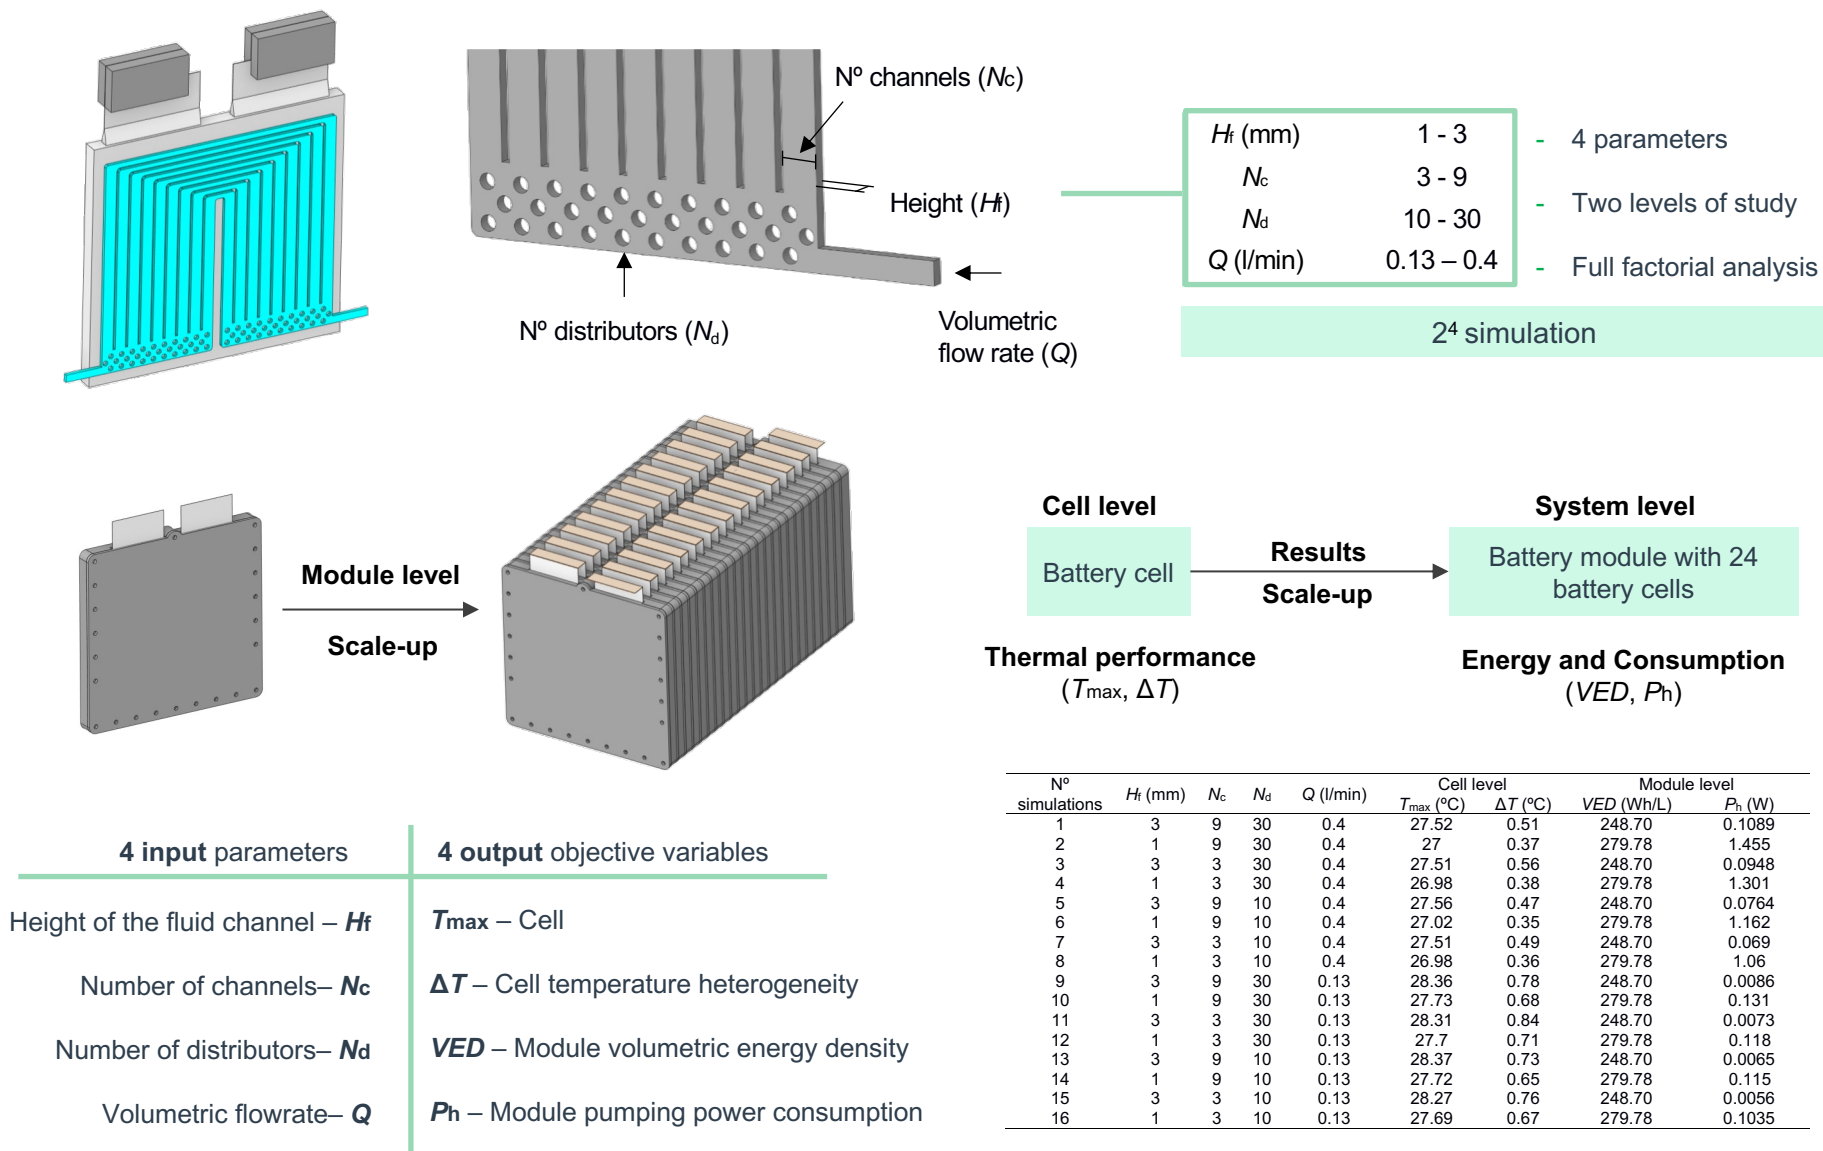 Nº channels (Nc)
Height (Hf)
Nº distributors (Nd)
Volumetric
flow rate (Q)
Hf (mm) 1 - 3
Nc 3 - 9
Nd 10 - 30
Q (l/min) 0.13 – 0.4
- 4 parameters
- Two levels of study
- Full factorial analysis
2⁴ simulation
Module level
Scale-up
Cell level
Battery cell
Results
Scale-up
System level
Battery module with 24
battery cells
Thermal performance
(Tmax, ΔT)
Energy and Consumption
(VED, Ph)
4 input parameters
4 output objective variables
Height of the fluid channel – Hf
Tmax – Cell
Number of channels– Nc
ΔT – Cell temperature heterogeneity
Number of distributors– Nd
VED – Module volumetric energy density
Volumetric flowrate– Q
Ph – Module pumping power consumption
Nº Cell level Module level
simulations Hf (mm) Nc Nd Q (l/min) Tmax (ºC) ΔT (ºC) VED (Wh/L) Ph (W)
1 3 9 30 0.4 27.52 0.51 248.70 0.1089
2 1 9 30 0.4 27 0.37 279.78 1.455
3 3 3 30 0.4 27.51 0.56 248.70 0.0948
4 1 3 30 0.4 26.98 0.38 279.78 1.301
5 3 9 10 0.4 27.56 0.47 248.70 0.0764
6 1 9 10 0.4 27.02 0.35 279.78 1.162
7 3 3 10 0.4 27.51 0.49 248.70 0.069
8 1 3 10 0.4 26.98 0.36 279.78 1.06
9 3 9 30 0.13 28.36 0.78 248.70 0.0086
10 1 9 30 0.13 27.73 0.68 279.78 0.131
11 3 3 30 0.13 28.31 0.84 248.70 0.0073
12 1 3 30 0.13 27.7 0.71 279.78 0.118
13 3 9 10 0.13 28.37 0.73 248.70 0.0065
14 1 9 10 0.13 27.72 0.65 279.78 0.115
15 3 3 10 0.13 28.27 0.76 248.70 0.0056
16 1 3 10 0.13 27.69 0.67 279.78 0.1035